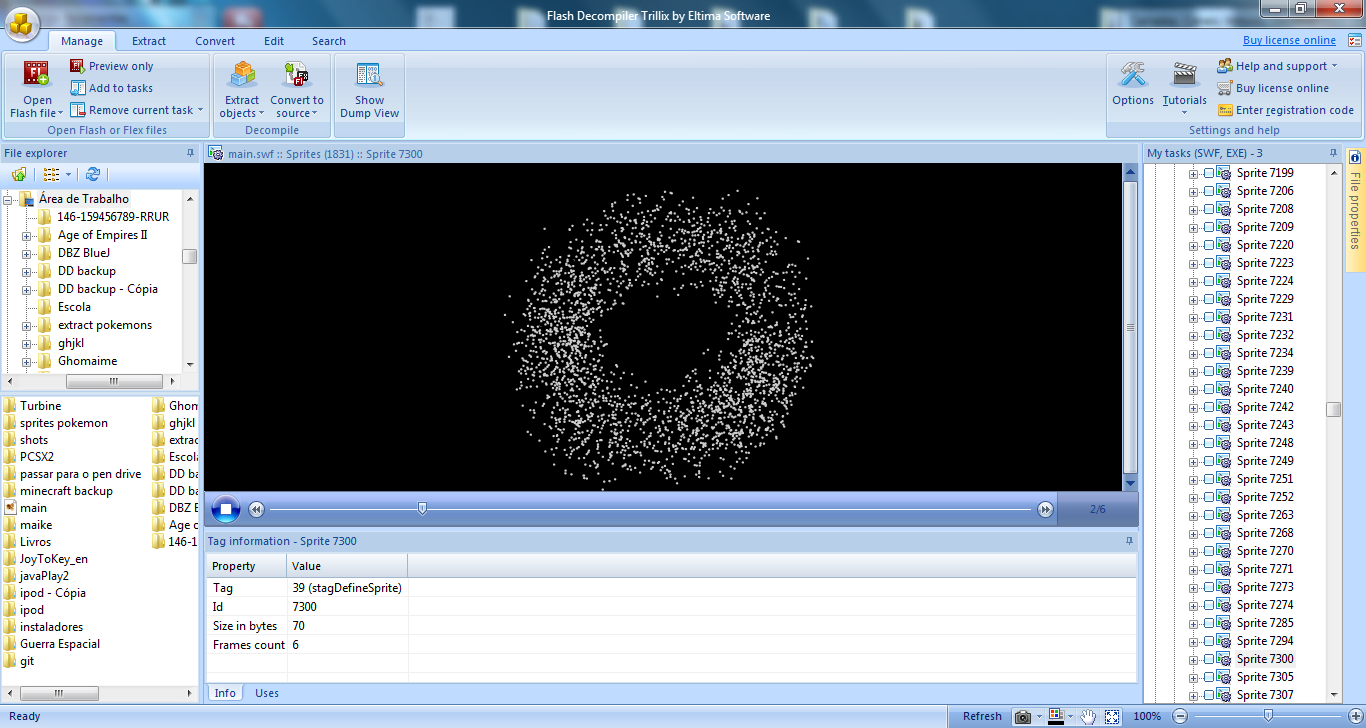 Flash Decompiler Trillix by Eltima Software
Manage Extract Convert Edit Search
Buy license online
Open Flash file
Preview only
Add to tasks
Remove current task
Open Flash or Flex files
Extract objects
Convert to source
Decompile
Show Dump View
Options
Tutorials
Help and support
Buy license online
Enter registration code
Settings and help
File explorer
Área de Trabalho
146-159456789-RRUR
Age of Empires II
DBZ BlueJ
DD backup
DD backup - Cópia
Escola
extract pokemons
ghjkl
Ghomaime
Turbine
sprites pokemon
shots
PCSX2
passar para o pen drive
minecraft backup
main
maike
Livros
JoyToKey_en
javaPlay2
ipod - Cópia
ipod
instaladores
Guerra Espacial
git
Ghom
ghjkl
extrac
Escola
DD ba
DD ba
DBZ B
Age o
146-1
main.swf :: Sprites (1831) :: Sprite 7300
2/6
Tag information - Sprite 7300
Property Value
Tag 39 (stagDefineSprite)
Id 7300
Size in bytes 70
Frames count 6
Info Uses
My tasks (SWF, EXE) - 3
Sprite 7199
Sprite 7206
Sprite 7208
Sprite 7209
Sprite 7220
Sprite 7223
Sprite 7224
Sprite 7229
Sprite 7231
Sprite 7232
Sprite 7234
Sprite 7239
Sprite 7240
Sprite 7242
Sprite 7243
Sprite 7248
Sprite 7249
Sprite 7251
Sprite 7252
Sprite 7263
Sprite 7268
Sprite 7270
Sprite 7271
Sprite 7273
Sprite 7274
Sprite 7285
Sprite 7294
Sprite 7300
Sprite 7305
Sprite 7307
File properties
Ready
Refresh
100%